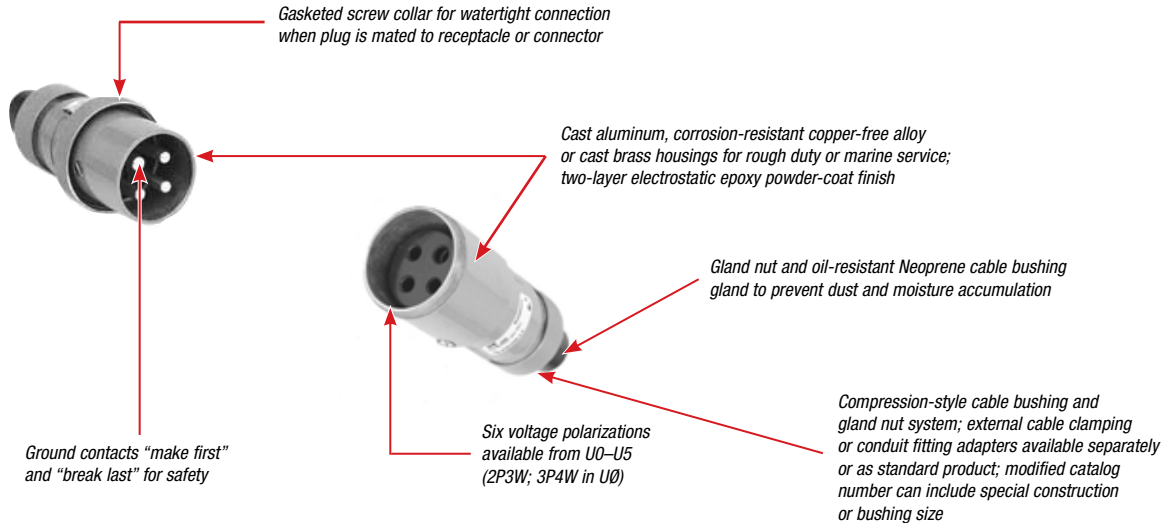 Gasketed screw collar for watertight connection
when plug is mated to receptacle or connector
Cast aluminum, corrosion-resistant copper-free alloy
or cast brass housings for rough duty or marine service;
two-layer electrostatic epoxy powder-coat finish
Gland nut and oil-resistant Neoprene cable bushing
gland to prevent dust and moisture accumulation
Ground contacts “make first”
and “break last” for safety
Six voltage polarizations
available from U0–U5
(2P3W; 3P4W in UØ)
Compression-style cable bushing and
gland nut system; external cable clamping
or conduit fitting adapters available separately
or as standard product; modified catalog
number can include special construction
or bushing size